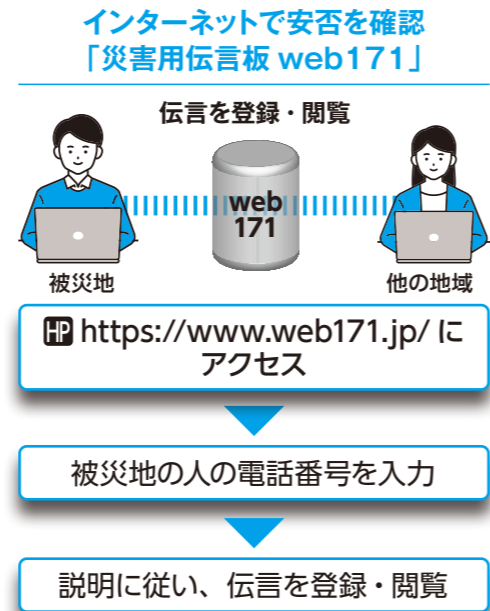 インターネットで安否を確認
「災害用伝言板 web171」
伝言を登録・閲覧
web
171
被災地
他の地域
HP https://www.web171.jp/ に
アクセス
被災地の人の電話番号を入力
説明に従い、伝言を登録・閲覧